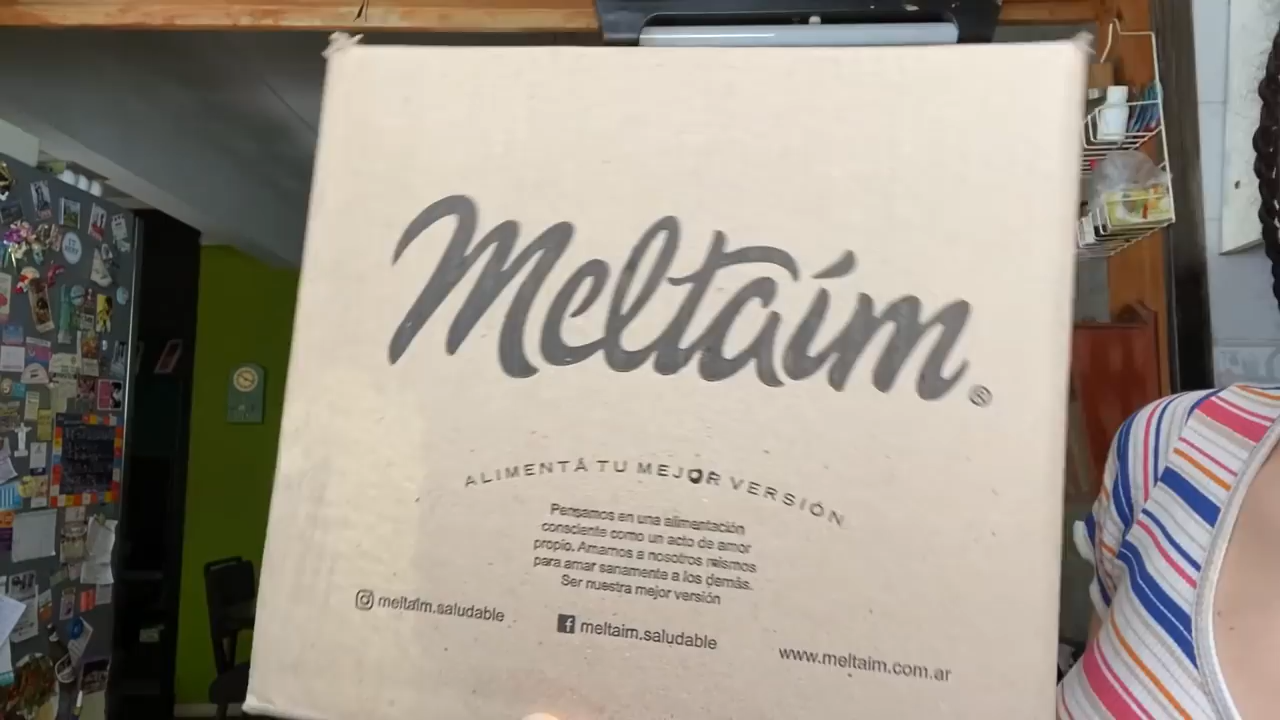 Meltaím®
ALIMENTÁ TU MEJOR VERSIÓN
Pensamos en una alimentación
consciente como un acto de amor
propio. Amarnos a nosotros mismos
para amar sanamente a los demás.
Ser nuestra mejor versión
meltaim.saludable
meltaim.saludable
www.meltaim.com.ar